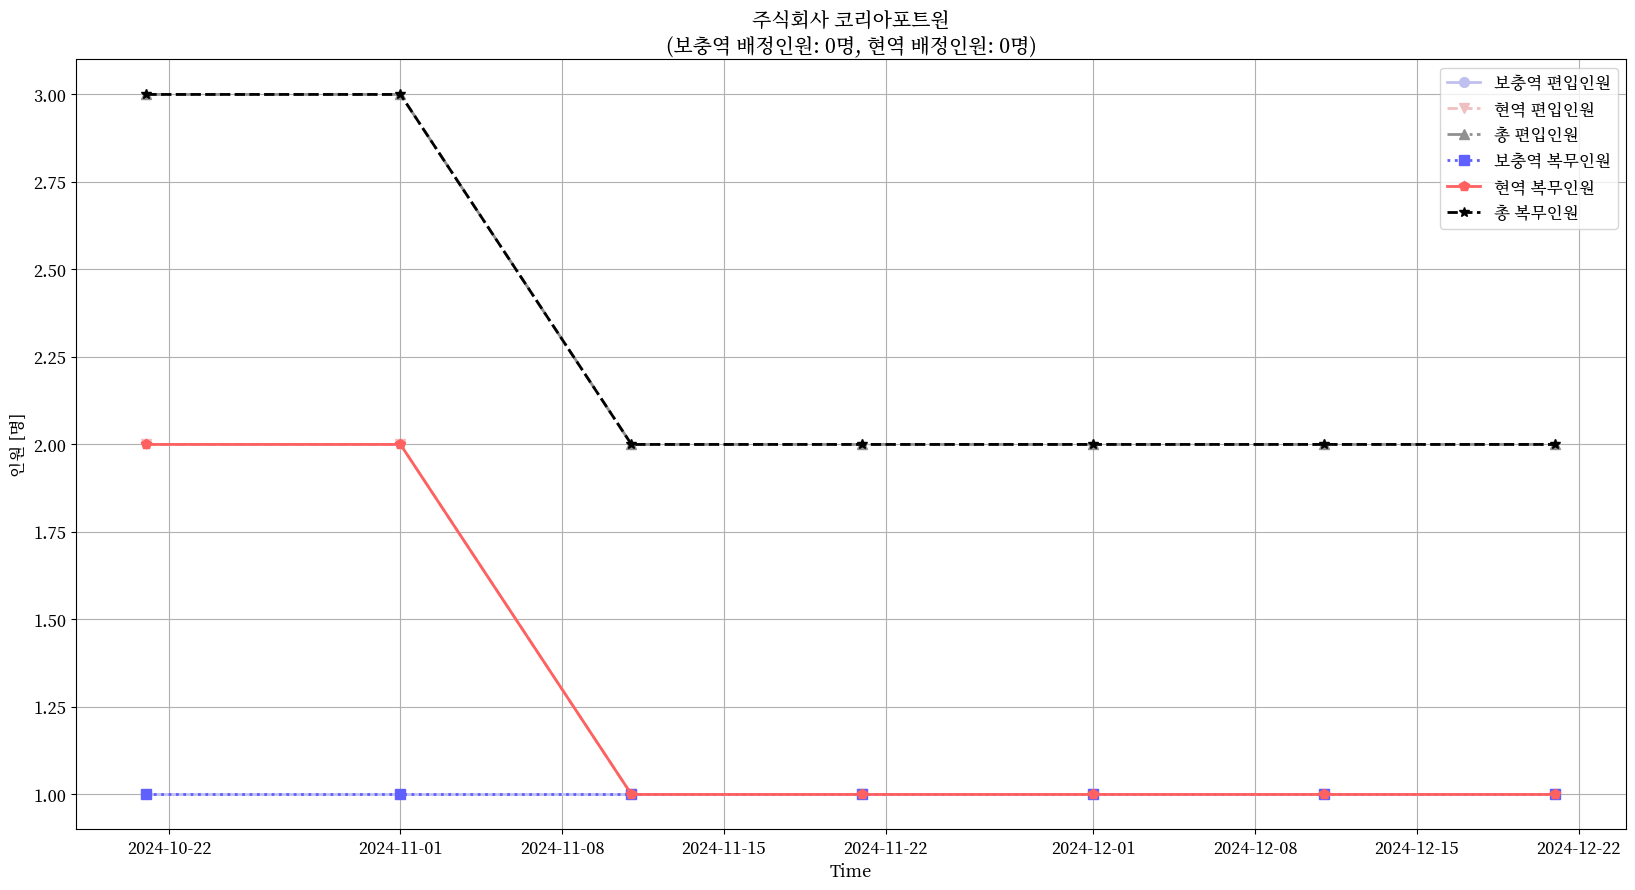 주식회사 코리아포트원
(보충역 배정인원: 0명, 현역 배정인원: 0명)
보충역 편입인원
현역 편입인원
총 편입인원
보충역 복무인원
현역 복무인원
총 복무인원
3.00
2.75
2.50
2.25
2.00
1.75
1.50
1.25
1.00
인원 [명]
2024-10-22
2024-11-01
2024-11-08
2024-11-15
2024-11-22
2024-12-01
2024-12-08
2024-12-15
2024-12-22
Time